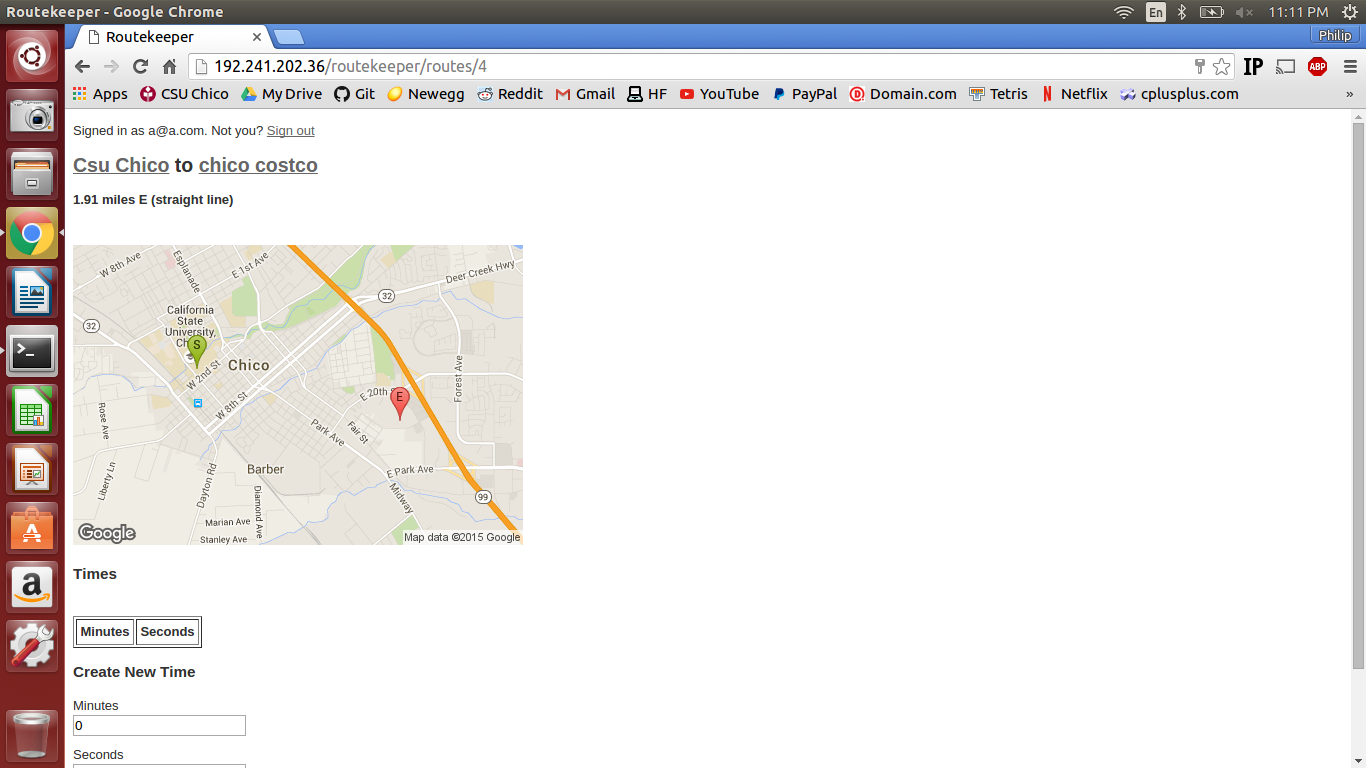 Routekeeper - Google Chrome
En
11:11 PM
Routekeeper
Philip
192.241.202.36/routekeeper/routes/4
IP
ABP
Apps
CSU Chico
My Drive
Git
Newegg
Reddit
Gmail
HF
YouTube
PayPal
Domain.com
Tetris
Netflix
cplusplus.com
»
Signed in as a@a.com. Not you? Sign out
Csu Chico to chico costco
1.91 miles E (straight line)
W 8th Ave
Esplanade
E 1st Ave
Deer Creek Hwy
32
California
State
University,
Ch
32
S
Chico
W 2nd St
Forest Ave
E 20th S
E
W 8th St
Rose Ave
Park Ave
Fair St
Barber
E Park Ave
Liberty Ln
Dayton Rd
Diamond Ave
Midway
99
Marian Ave
Stanley Ave
Google
Map data ©2015 Google
Times
Minutes Seconds
Create New Time
Minutes
0
Seconds